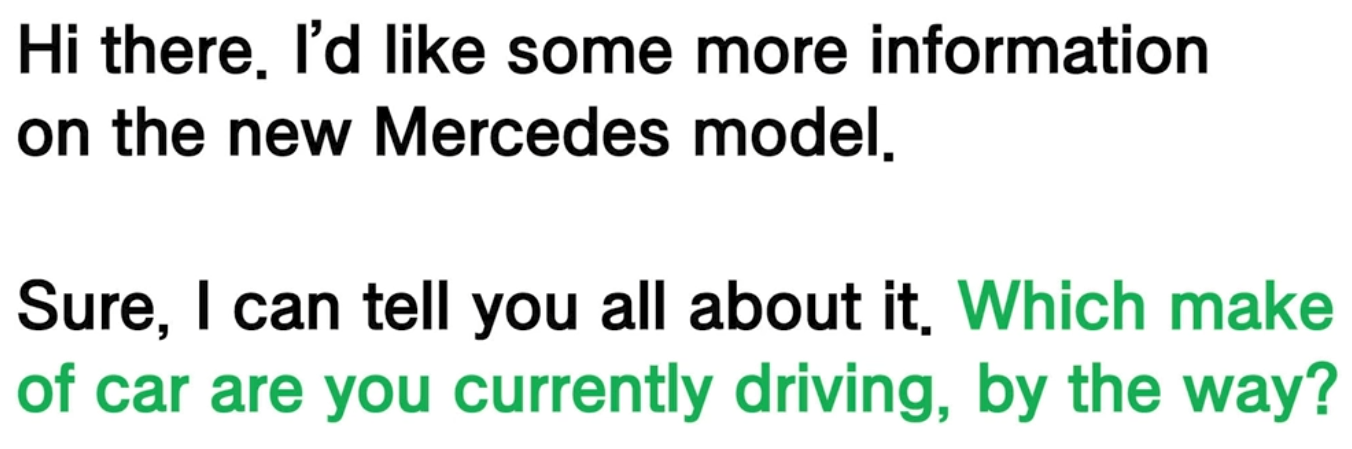 Hi there. I’d like some more information
on the new Mercedes model.
Sure, I can tell you all about it. Which make
of car are you currently driving, by the way?